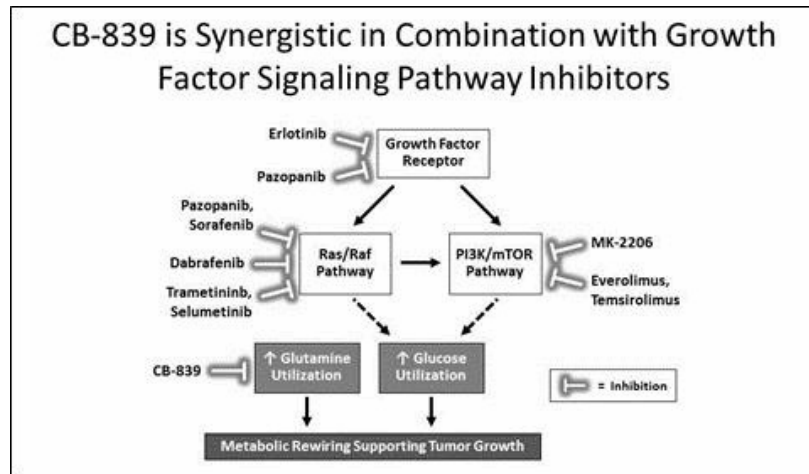 CB-839 is Synergistic in Combination with Growth
Factor Signaling Pathway Inhibitors
Erlotinib
Growth Factor
Receptor
Pazopanib
Pazopanib,
Sorafenib
Dabrafenib
Trametininb,
Selumetinib
Ras/Raf
Pathway
PI3K/mTOR
Pathway
MK-2206
Everolimus,
Temsirolimus
CB-839
↑ Glutamine
Utilization
↑ Glucose
Utilization
= Inhibition
Metabolic Rewiring Supporting Tumor Growth